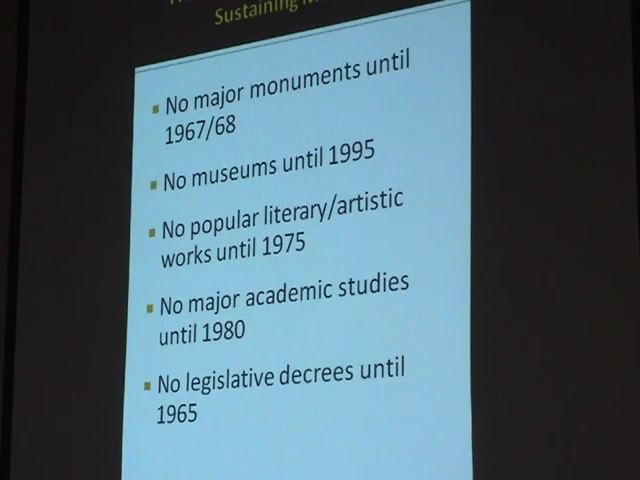 Sustaining
No major monuments until
1967/68
No museums until 1995
No popular literary/artistic
works until 1975
No major academic studies
until 1980
No legislative decrees until
1965